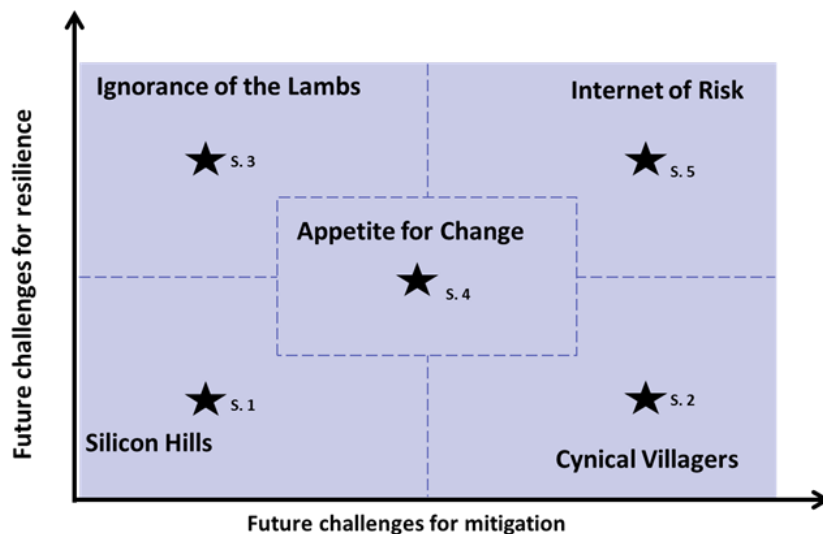 Ignorance of the Lambs
Internet of Risk
S. 3
S. 5
Appetite for Change
S. 4
S. 1
S. 2
Silicon Hills
Cynical Villagers
Future challenges for resilience
Future challenges for mitigation